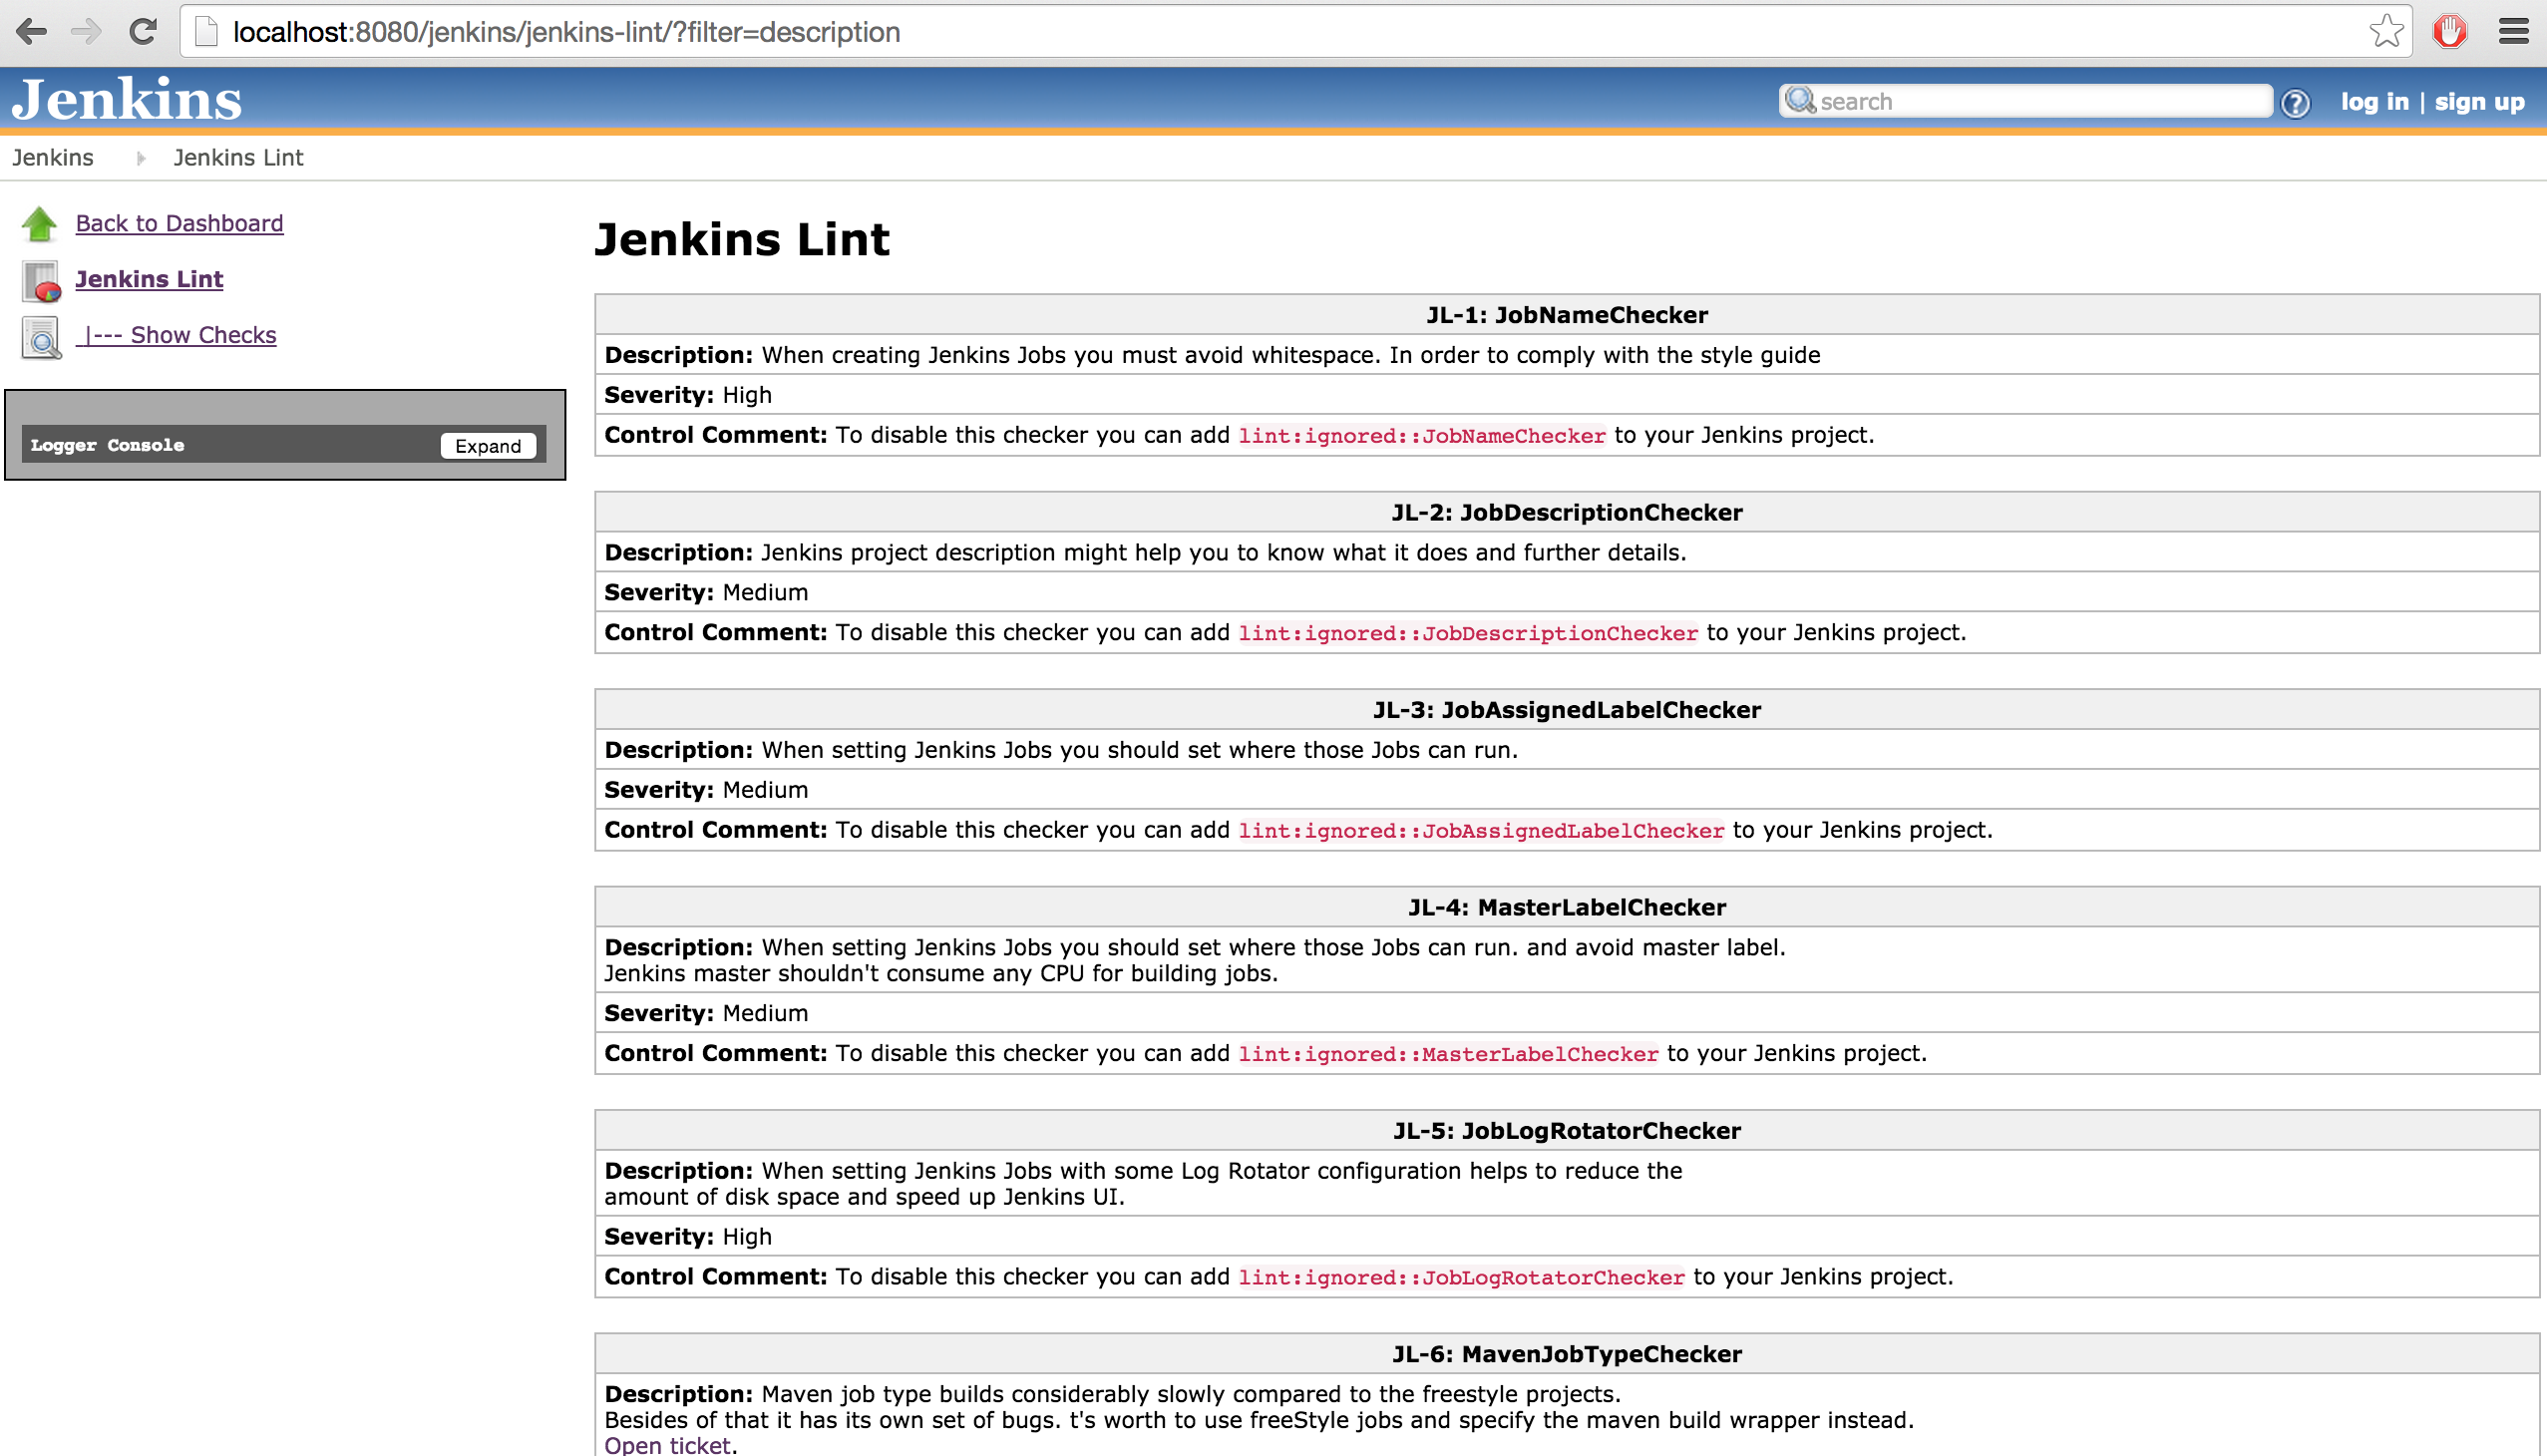 localhost:8080/jenkins/jenkins-lint/?filter=description
Jenkins
search
? log in | sign up
Jenkins Jenkins Lint
Back to Dashboard
Jenkins Lint
|--- Show Checks
Logger Console Expand
Jenkins Lint
JL-1: JobNameChecker
Description: When creating Jenkins Jobs you must avoid whitespace. In order to comply with the style guide
Severity: High
Control Comment: To disable this checker you can add lint:ignored::JobNameChecker to your Jenkins project.
JL-2: JobDescriptionChecker
Description: Jenkins project description might help you to know what it does and further details.
Severity: Medium
Control Comment: To disable this checker you can add lint:ignored::JobDescriptionChecker to your Jenkins project.
JL-3: JobAssignedLabelChecker
Description: When setting Jenkins Jobs you should set where those Jobs can run.
Severity: Medium
Control Comment: To disable this checker you can add lint:ignored::JobAssignedLabelChecker to your Jenkins project.
JL-4: MasterLabelChecker
Description: When setting Jenkins Jobs you should set where those Jobs can run. and avoid master label.
Jenkins master shouldn't consume any CPU for building jobs.
Severity: Medium
Control Comment: To disable this checker you can add lint:ignored::MasterLabelChecker to your Jenkins project.
JL-5: JobLogRotatorChecker
Description: When setting Jenkins Jobs with some Log Rotator configuration helps to reduce the
amount of disk space and speed up Jenkins UI.
Severity: High
Control Comment: To disable this checker you can add lint:ignored::JobLogRotatorChecker to your Jenkins project.
JL-6: MavenJobTypeChecker
Description: Maven job type builds considerably slowly compared to the freestyle projects.
Besides of that it has its own set of bugs. t's worth to use freeStyle jobs and specify the maven build wrapper instead.
Open ticket.